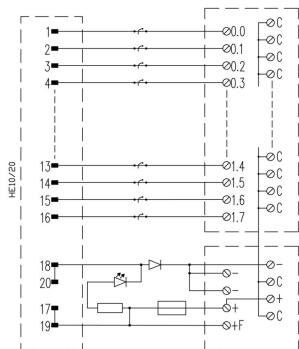 1 0.0 C
2 0.1 C
3 0.2 C
4 0.3 C
HE10/20
13 1.4 C
14 1.5 C
15 1.6 C
16 1.7 C
18 - C
20 - C
- +
17 + C
19 +F